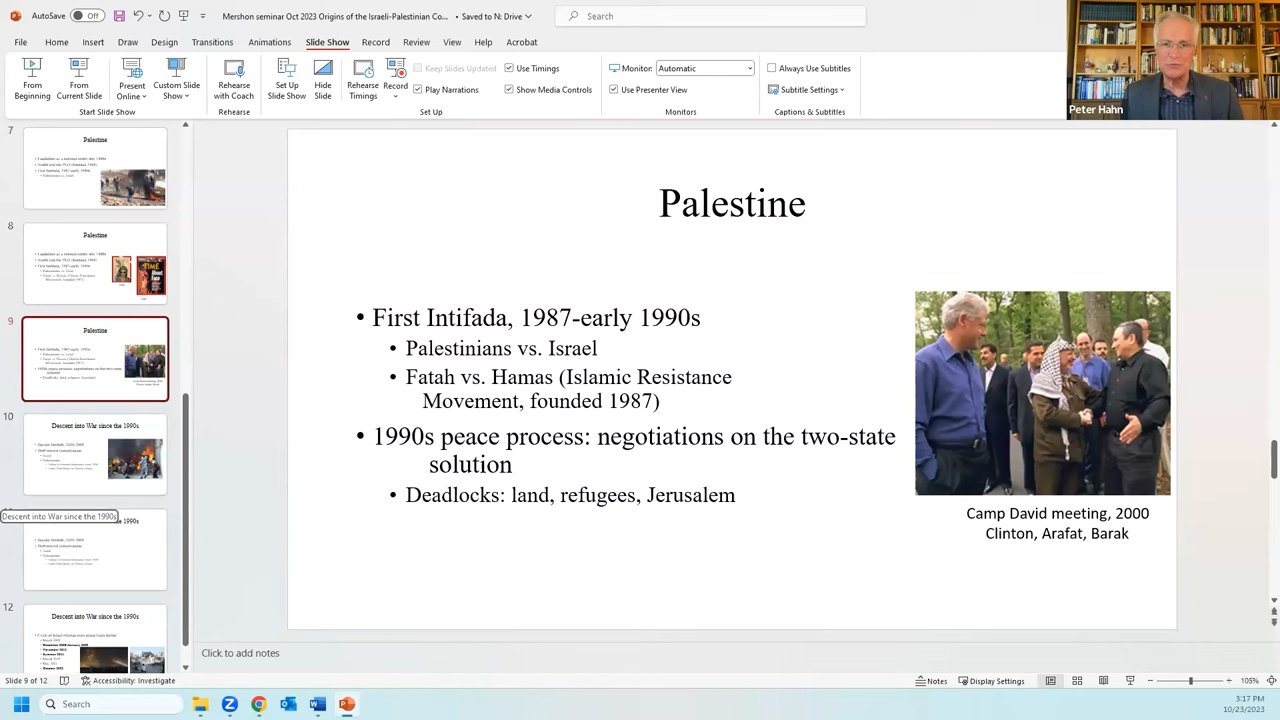 AutoSave Off Mershon seminar Oct 2023 Origins of the Israeli-Palestinian Co... • Saved to N: Drive Search
File Home Insert Draw Design Transitions Animations Slide Show Record Review View Help Acrobat
From Beginning
From Current Slide
Present Online
Custom Slide Show
Start Slide Show
Rehearse with Coach
Rehearse
Set Up Slide Show
Hide Slide
Rehearse Timings
Record
Keep Slides Updated
Play Narrations
Use Timings
Show Media Controls
Set Up
Monitor: Automatic
Use Presenter View
Monitors
Always Use Subtitles
Subtitle Settings
Captions & Subtitles
Peter Hahn
7
Palestine
8
Palestine
TIME
9
Palestine
10
Descent into War since the 1990s
Descent into War since the 1990s
12
Descent into War since the 1990s
Palestine
• First Intifada, 1987-early 1990s
• Palestinians vs. Israel
• Fatah vs. Hamas (Islamic Resistance
Movement, founded 1987)
• 1990s peace process: negotiations on the two-state
solution
• Deadlocks: land, refugees, Jerusalem
Camp David meeting, 2000
Clinton, Arafat, Barak
Click to add notes
Slide 9 of 12 Accessibility: Investigate Notes Display Settings 105%
Search
3:17 PM
10/23/2023